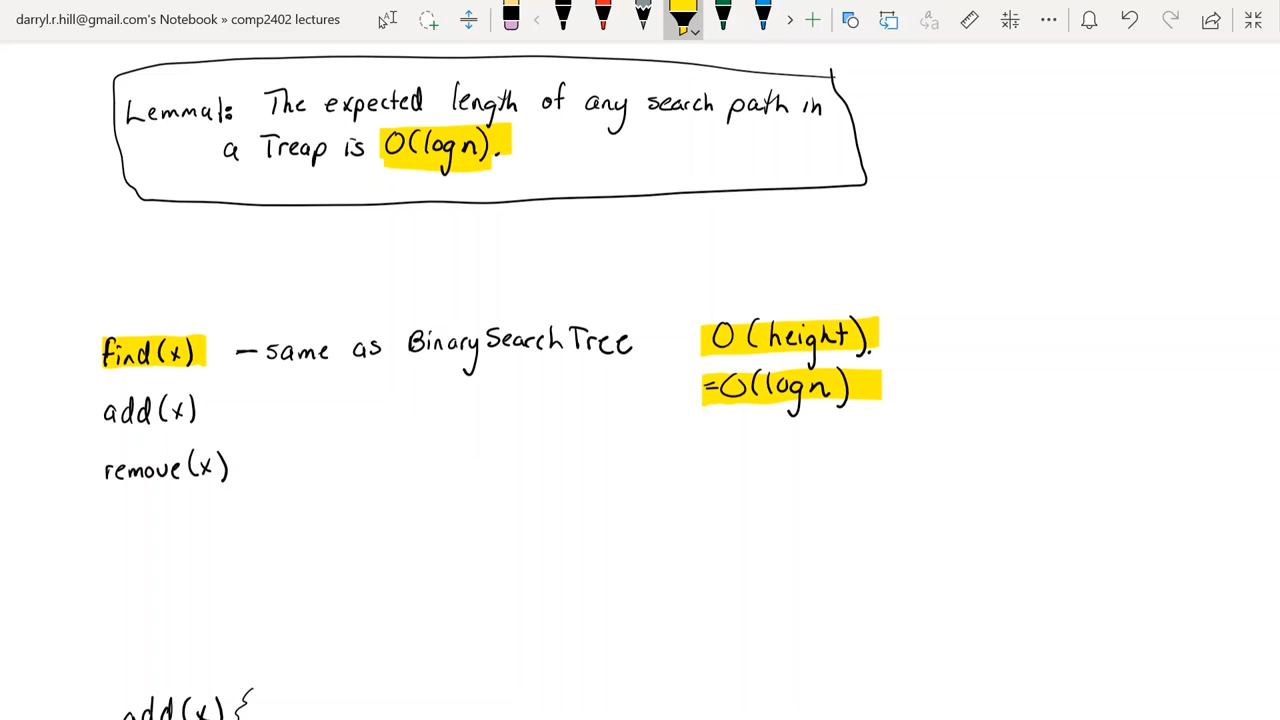 darryl.r.hill@gmail.com's Notebook » comp2402 lectures
Lemma1: The expected length of any search path in
a Treap is O(log n).
find(x) – same as BinarySearchTree O(height).
=O(log n)
add(x)
remove(x)
add(x) {